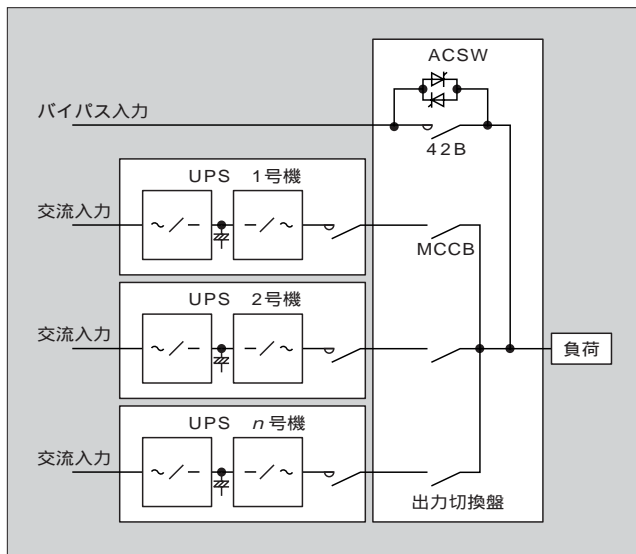 ACSW
バイパス入力
42B
UPS 1号機
交流入力
MCCB
UPS 2号機
交流入力
負荷
UPS n号機
交流入力
出力切換盤